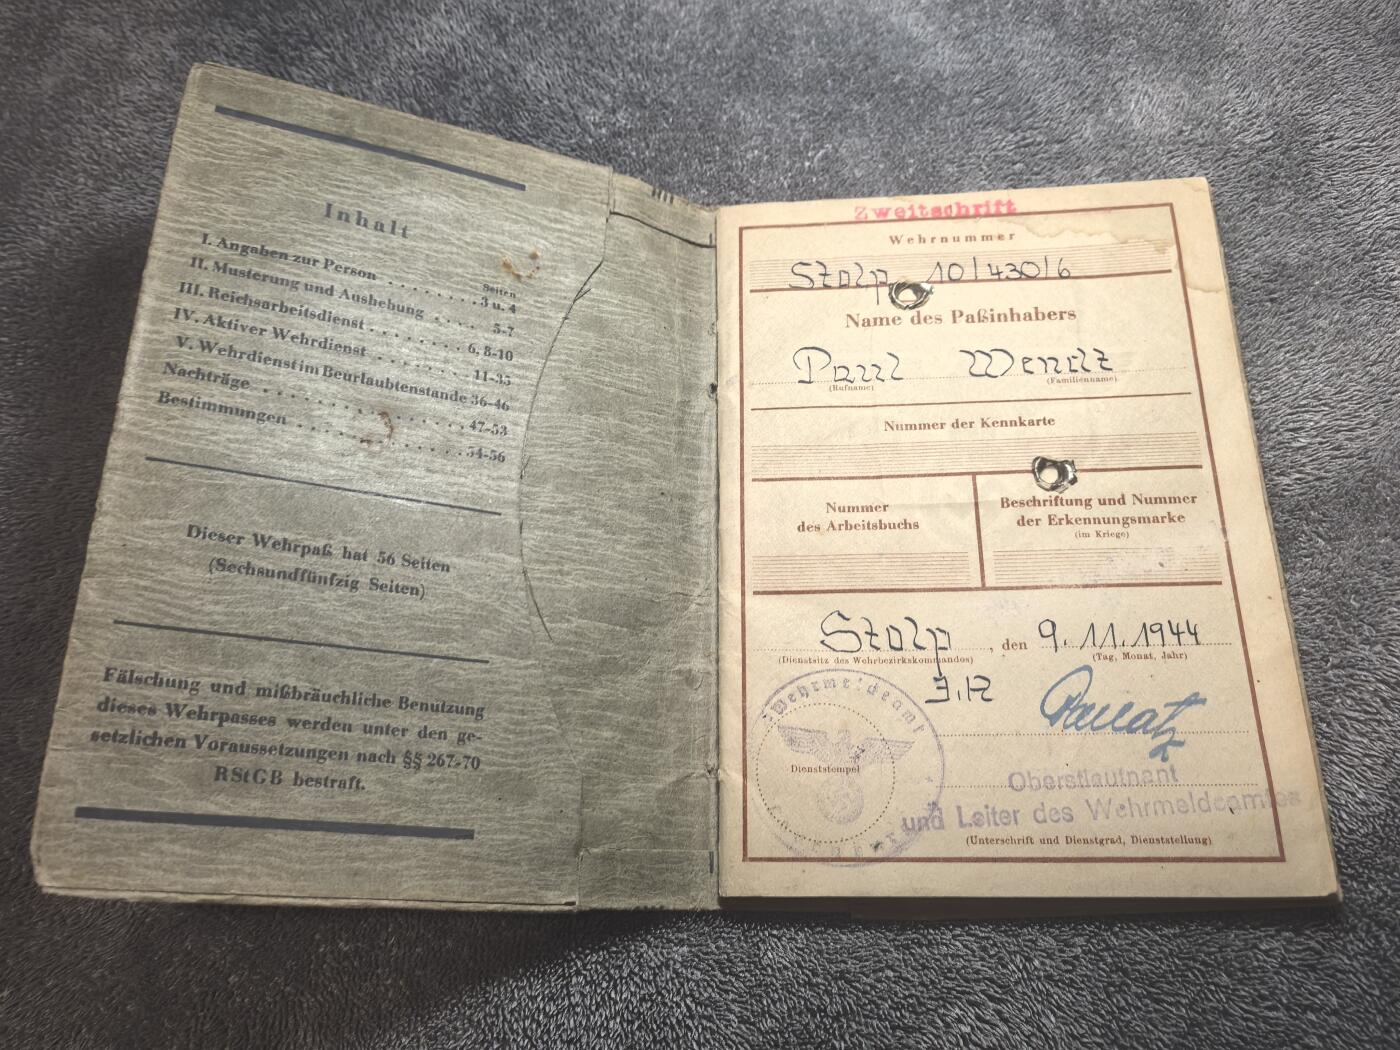 Inhalt
Seiten
I. Angaben zur Person . . . . . . . . 3 u. 4
II. Musterung und Aushebung . . . . 5-7
III. Reichsarbeitsdienst . . . . . . . 6, 8-10
IV. Aktiver Wehrdienst . . . . . . . 11-35
V. Wehrdienst im Beurlaubtenstande 36-46
Nachträge . . . . . . . . . . . . 47-53
Bestimmungen . . . . . . . . . . 54-56
Dieser Wehrpaß hat 56 Seiten
(Sechsundfünfzig Seiten)
Fälschung und mißbräuchliche Benutzung
dieses Wehrpasses werden unter den ge-
setzlichen Voraussetzungen nach §§ 267-70
RStGB bestraft.
Zweitschrift
Wehrnummer
Stolp 10/430/6
Name des Paßinhabers
Paul Wendt
(Rufname) (Familienname)
Nummer der Kennkarte
Nummer
des Arbeitsbuchs
Beschriftung und Nummer
der Erkennungsmarke
(im Kriege)
Stolp, den 9. 11. 1944
(Dienstsitz des Wehrbezirkskommandos) (Tag, Monat, Jahr)
Wehrmeldeamt
Dienststempel
Oberstleutnant
und Leiter des Wehrmeldeamtes
(Unterschrift und Dienstgrad, Dienststellung)